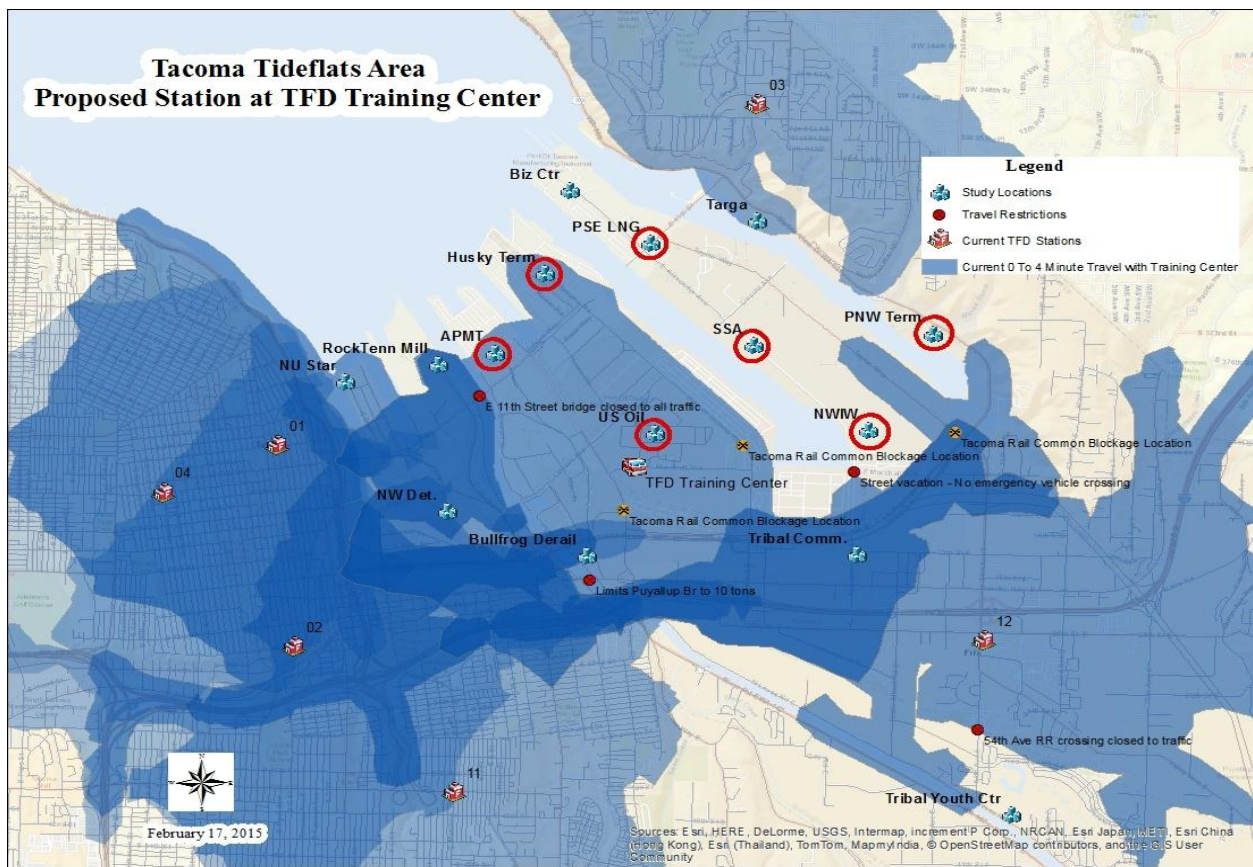 Tacoma Tideflats Area
Proposed Station at TFD Training Center
03
Legend
Study Locations
Travel Restrictions
Current TFD Stations
Current 0 To 4 Minute Travel with Training Center
Biz Ctr
Targa
PSE LNG
Husky Term
PNW Term
SSA
APMT
RockTenn Mill
NU Star
E 11th Street bridge closed to all traffic
01
US Oil
NWIW
Tacoma Rail Common Blockage Location
Tacoma Rail Common Blockage Location
04
TFD Training Center
Street vacation - No emergency vehicle crossing
NW Det.
Tacoma Rail Common Blockage Location
Bullfrog Derail
Tribal Comm.
Limits Puyallup Br to 10 tons
02
12
54th Ave RR crossing closed to traffic
11
Tribal Youth Ctr
February 17, 2015
Sources: Esri, HERE, DeLorme, USGS, Intermap, increment P Corp., NRCAN, Esri Japan, METI, Esri China
(Hong Kong), Esri (Thailand), TomTom, MapmyIndia, © OpenStreetMap contributors, and the GIS User
Community